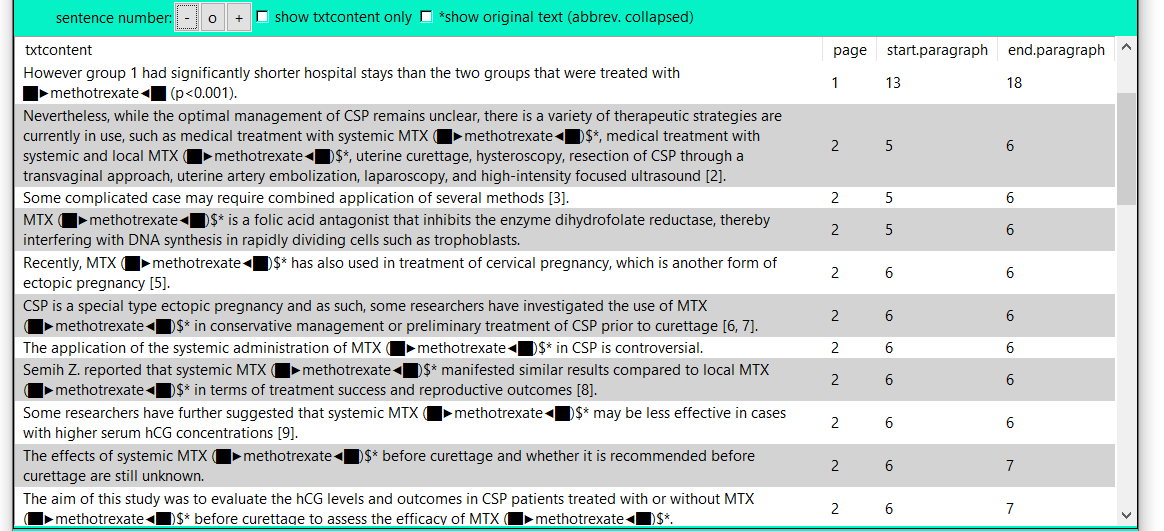 sentence number: - o + show txtcontent only *show original text (abbrev. collapsed)
txtcontent page start.paragraph end.paragraph
However group 1 had significantly shorter hospital stays than the two groups that were treated with
██►methotrexate◄██ (p<0.001). 1 13 18
Nevertheless, while the optimal management of CSP remains unclear, there is a variety of therapeutic strategies are
currently in use, such as medical treatment with systemic MTX (██►methotrexate◄██)$*, medical treatment with
systemic and local MTX (██►methotrexate◄██)$*, uterine curettage, hysteroscopy, resection of CSP through a
transvaginal approach, uterine artery embolization, laparoscopy, and high-intensity focused ultrasound [2]. 2 5 6
Some complicated case may require combined application of several methods [3]. 2 5 6
MTX (██►methotrexate◄██)$* is a folic acid antagonist that inhibits the enzyme dihydrofolate reductase, thereby
interfering with DNA synthesis in rapidly dividing cells such as trophoblasts. 2 5 6
Recently, MTX (██►methotrexate◄██)$* has also used in treatment of cervical pregnancy, which is another form of
ectopic pregnancy [5]. 2 6 6
CSP is a special type ectopic pregnancy and as such, some researchers have investigated the use of MTX
(██►methotrexate◄██)$* in conservative management or preliminary treatment of CSP prior to curettage [6, 7]. 2 6 6
The application of the systemic administration of MTX (██►methotrexate◄██)$* in CSP is controversial. 2 6 6
Semih Z. reported that systemic MTX (██►methotrexate◄██)$* manifested similar results compared to local MTX
(██►methotrexate◄██)$* in terms of treatment success and reproductive outcomes [8]. 2 6 6
Some researchers have further suggested that systemic MTX (██►methotrexate◄██)$* may be less effective in cases
with higher serum hCG concentrations [9]. 2 6 6
The effects of systemic MTX (██►methotrexate◄██)$* before curettage and whether it is recommended before
curettage are still unknown. 2 6 7
The aim of this study was to evaluate the hCG levels and outcomes in CSP patients treated with or without MTX
(██►methotrexate◄██)$* before curettage to assess the efficacy of MTX (██►methotrexate◄██)$*. 2 6 7